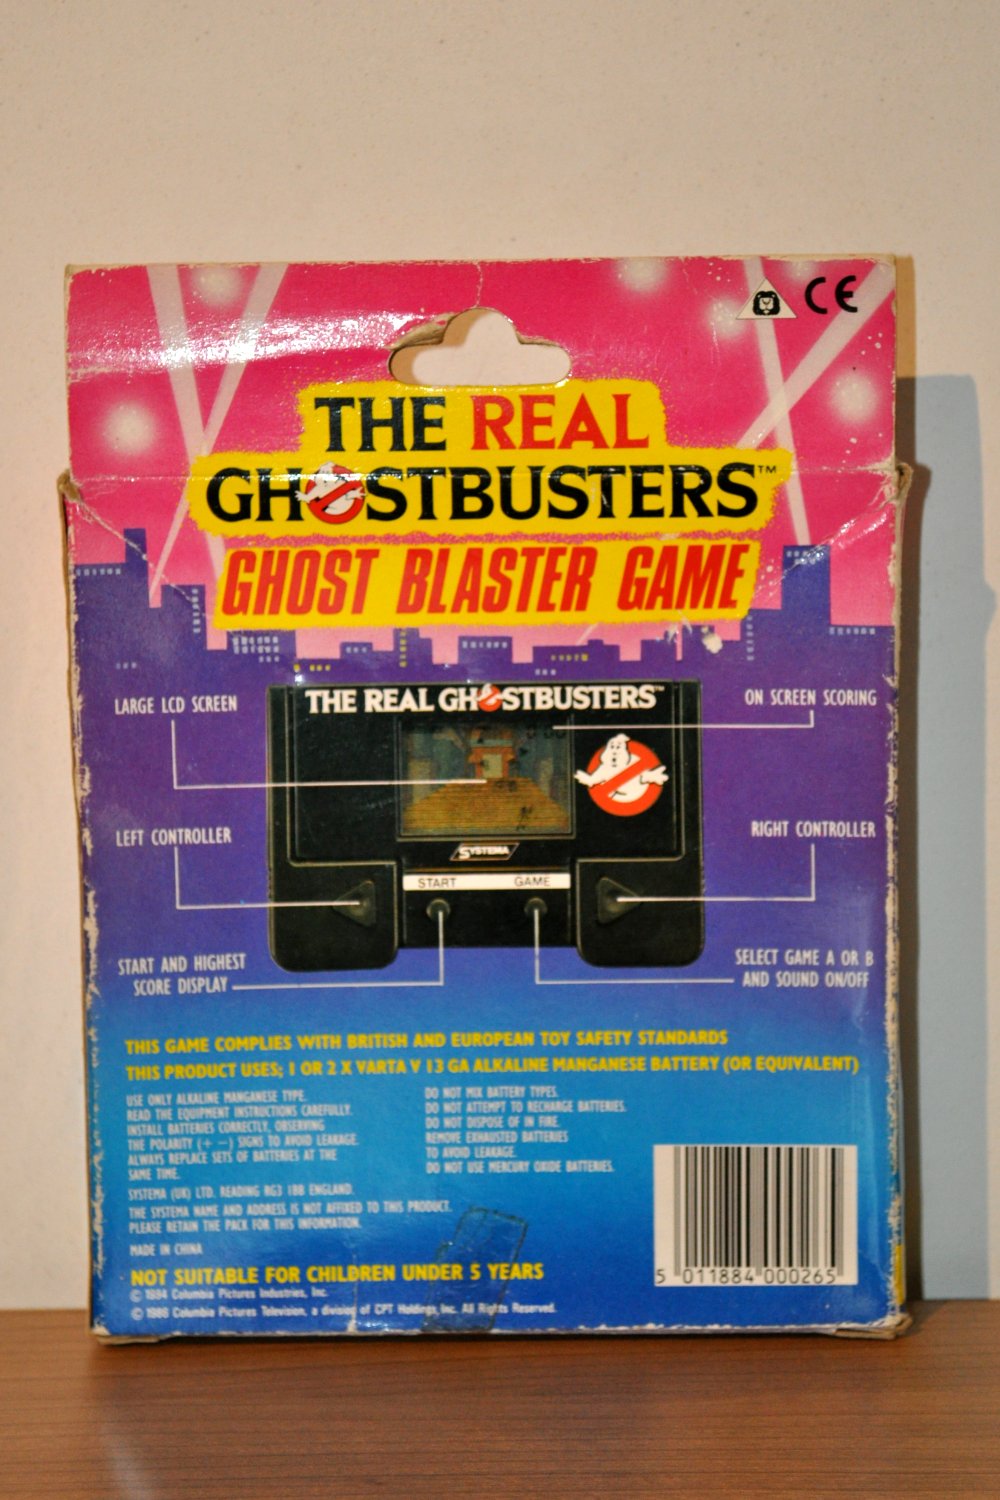 CE
THE REAL
GHOSTBUSTERS™
GHOST BLASTER GAME
LARGE LCD SCREEN
THE REAL GHOSTBUSTERS™
ON SCREEN SCORING
LEFT CONTROLLER
RIGHT CONTROLLER
SYSTEMA
START GAME
START AND HIGHEST
SCORE DISPLAY
SELECT GAME A OR B
AND SOUND ON/OFF
THIS GAME COMPLIES WITH BRITISH AND EUROPEAN TOY SAFETY STANDARDS
THIS PRODUCT USES; 1 OR 2 X VARTA V 13 GA ALKALINE MANGANESE BATTERY (OR EQUIVALENT)
USE ONLY ALKALINE MANGANESE TYPE.
READ THE EQUIPMENT INSTRUCTIONS CAREFULLY.
INSTALL BATTERIES CORRECTLY, OBSERVING
THE POLARITY (+ −) SIGNS TO AVOID LEAKAGE.
ALWAYS REPLACE SETS OF BATTERIES AT THE
SAME TIME.
DO NOT MIX BATTERY TYPES.
DO NOT ATTEMPT TO RECHARGE BATTERIES.
DO NOT DISPOSE OF IN FIRE.
REMOVE EXHAUSTED BATTERIES
TO AVOID LEAKAGE.
DO NOT USE MERCURY OXIDE BATTERIES.
SYSTEMA (UK) LTD. READING RG3 1BB ENGLAND.
THE SYSTEMA NAME AND ADDRESS IS NOT AFFIXED TO THIS PRODUCT.
PLEASE RETAIN THE PACK FOR THIS INFORMATION.
MADE IN CHINA
NOT SUITABLE FOR CHILDREN UNDER 5 YEARS
© 1984 Columbia Pictures Industries, Inc.
© 1986 Columbia Pictures Television, a division of CPT Holdings, Inc. All Rights Reserved.
5 011884 000265